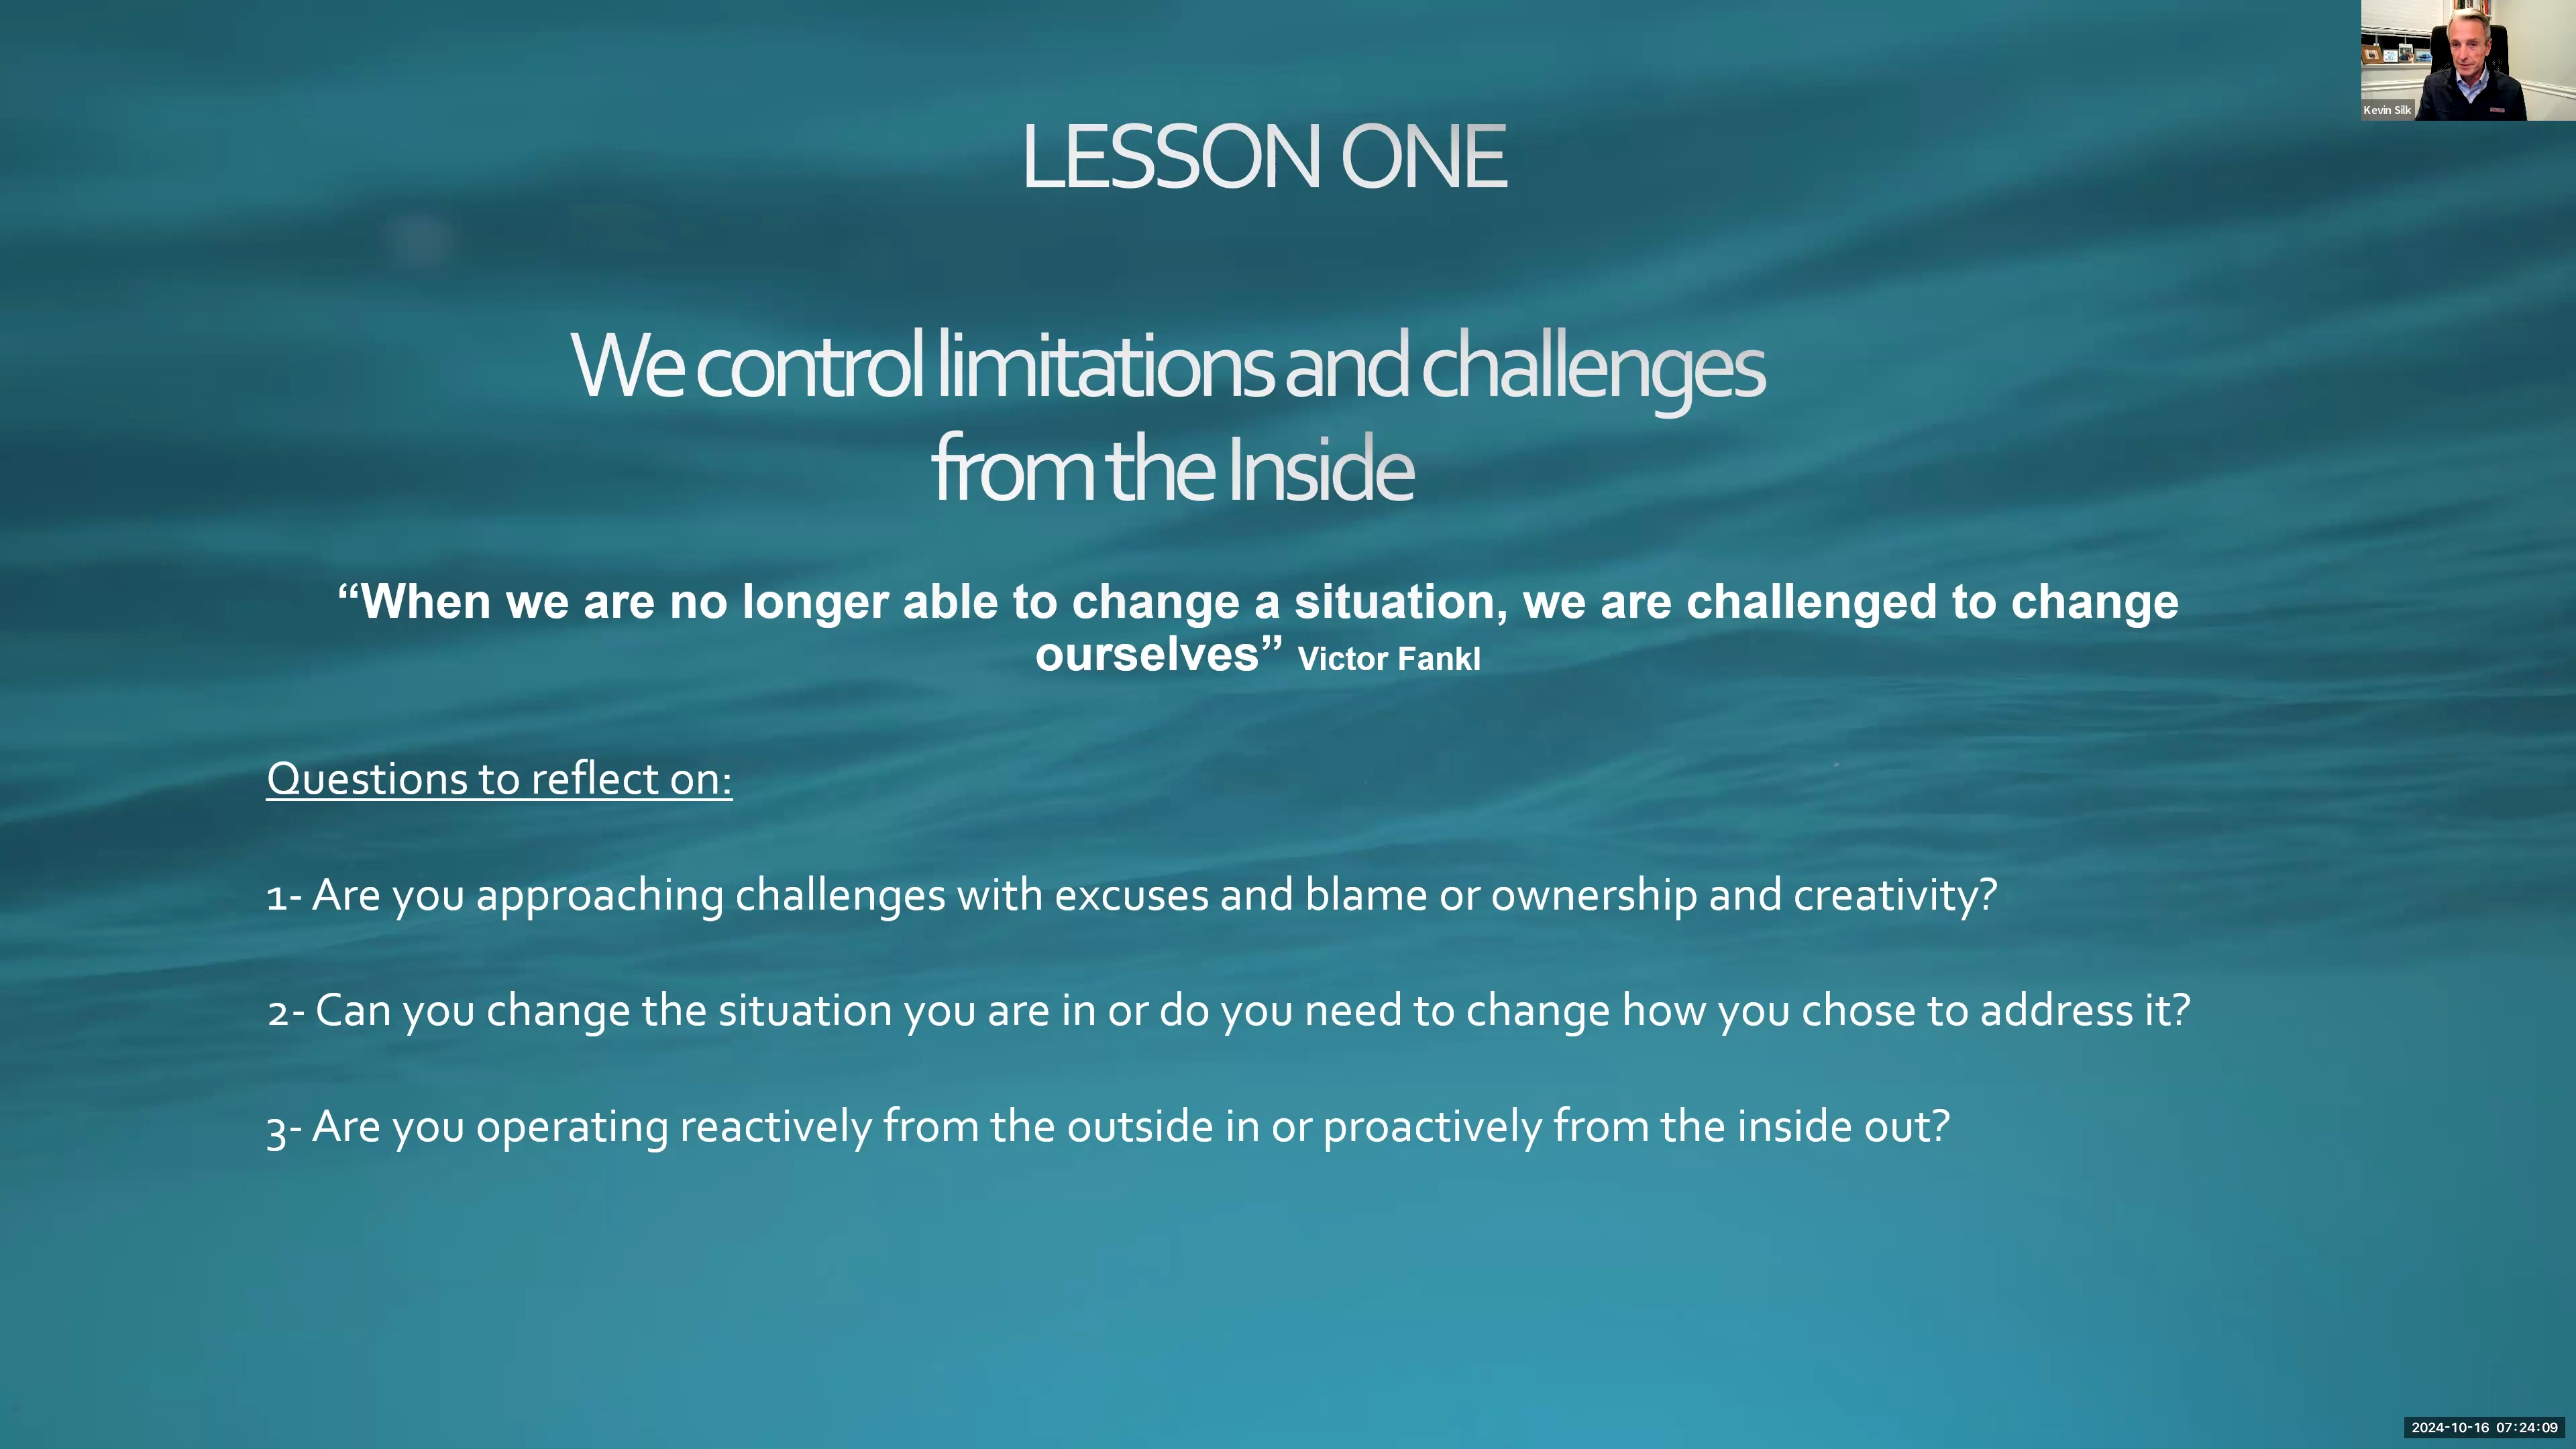 Kevin Silk
LESSON ONE
We control limitations and challenges
from the Inside
“When we are no longer able to change a situation, we are challenged to change
ourselves” Victor Fankl
Questions to reflect on:
1- Are you approaching challenges with excuses and blame or ownership and creativity?
2- Can you change the situation you are in or do you need to change how you chose to address it?
3- Are you operating reactively from the outside in or proactively from the inside out?
2024-10-16 07:24:09